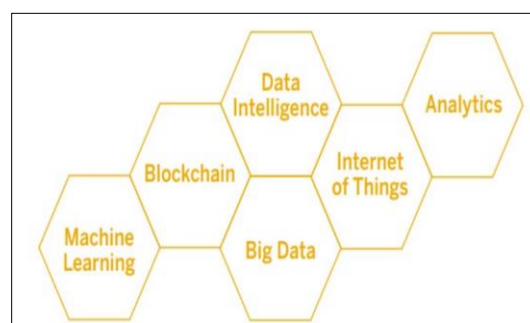 Data
Intelligence
Analytics
Blockchain
Internet
of Things
Machine
Learning
Big Data